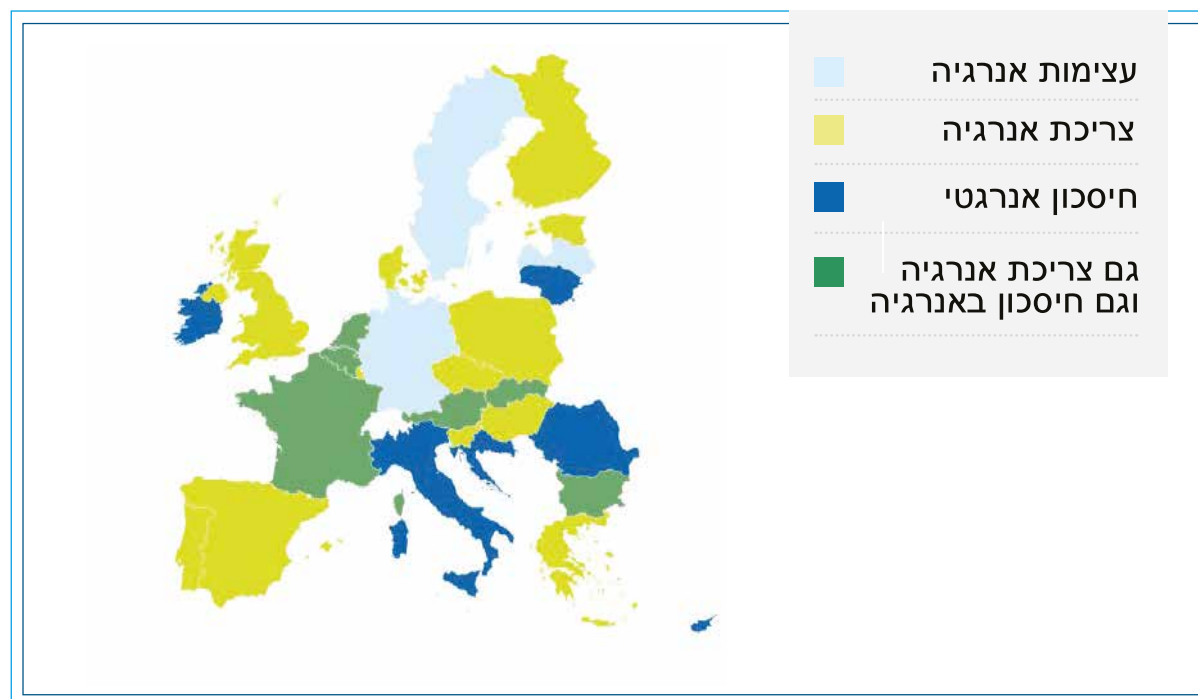 עצימות אנרגיה
צריכת אנרגיה
חיסכון אנרגטי
גם צריכת אנרגיה
וגם חיסכון באנרגיה